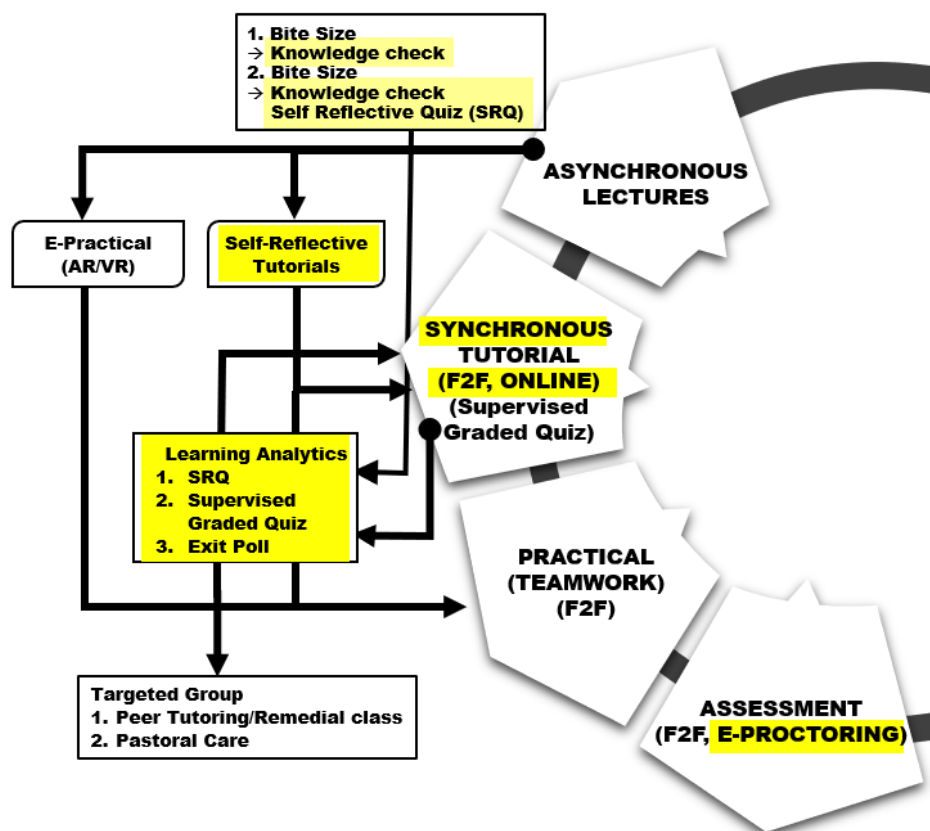 1. Bite Size
→ Knowledge check
2. Bite Size
→ Knowledge check
Self Reflective Quiz (SRQ)
ASYNCHRONOUS
LECTURES
E-Practical
(AR/VR)
Self-Reflective
Tutorials
SYNCHRONOUS
TUTORIAL
(F2F, ONLINE)
(Supervised
Graded Quiz)
Learning Analytics
1. SRQ
2. Supervised
Graded Quiz
3. Exit Poll
PRACTICAL
(TEAMWORK)
(F2F)
Targeted Group
1. Peer Tutoring/Remedial class
2. Pastoral Care
ASSESSMENT
(F2F, E-PROCTORING)